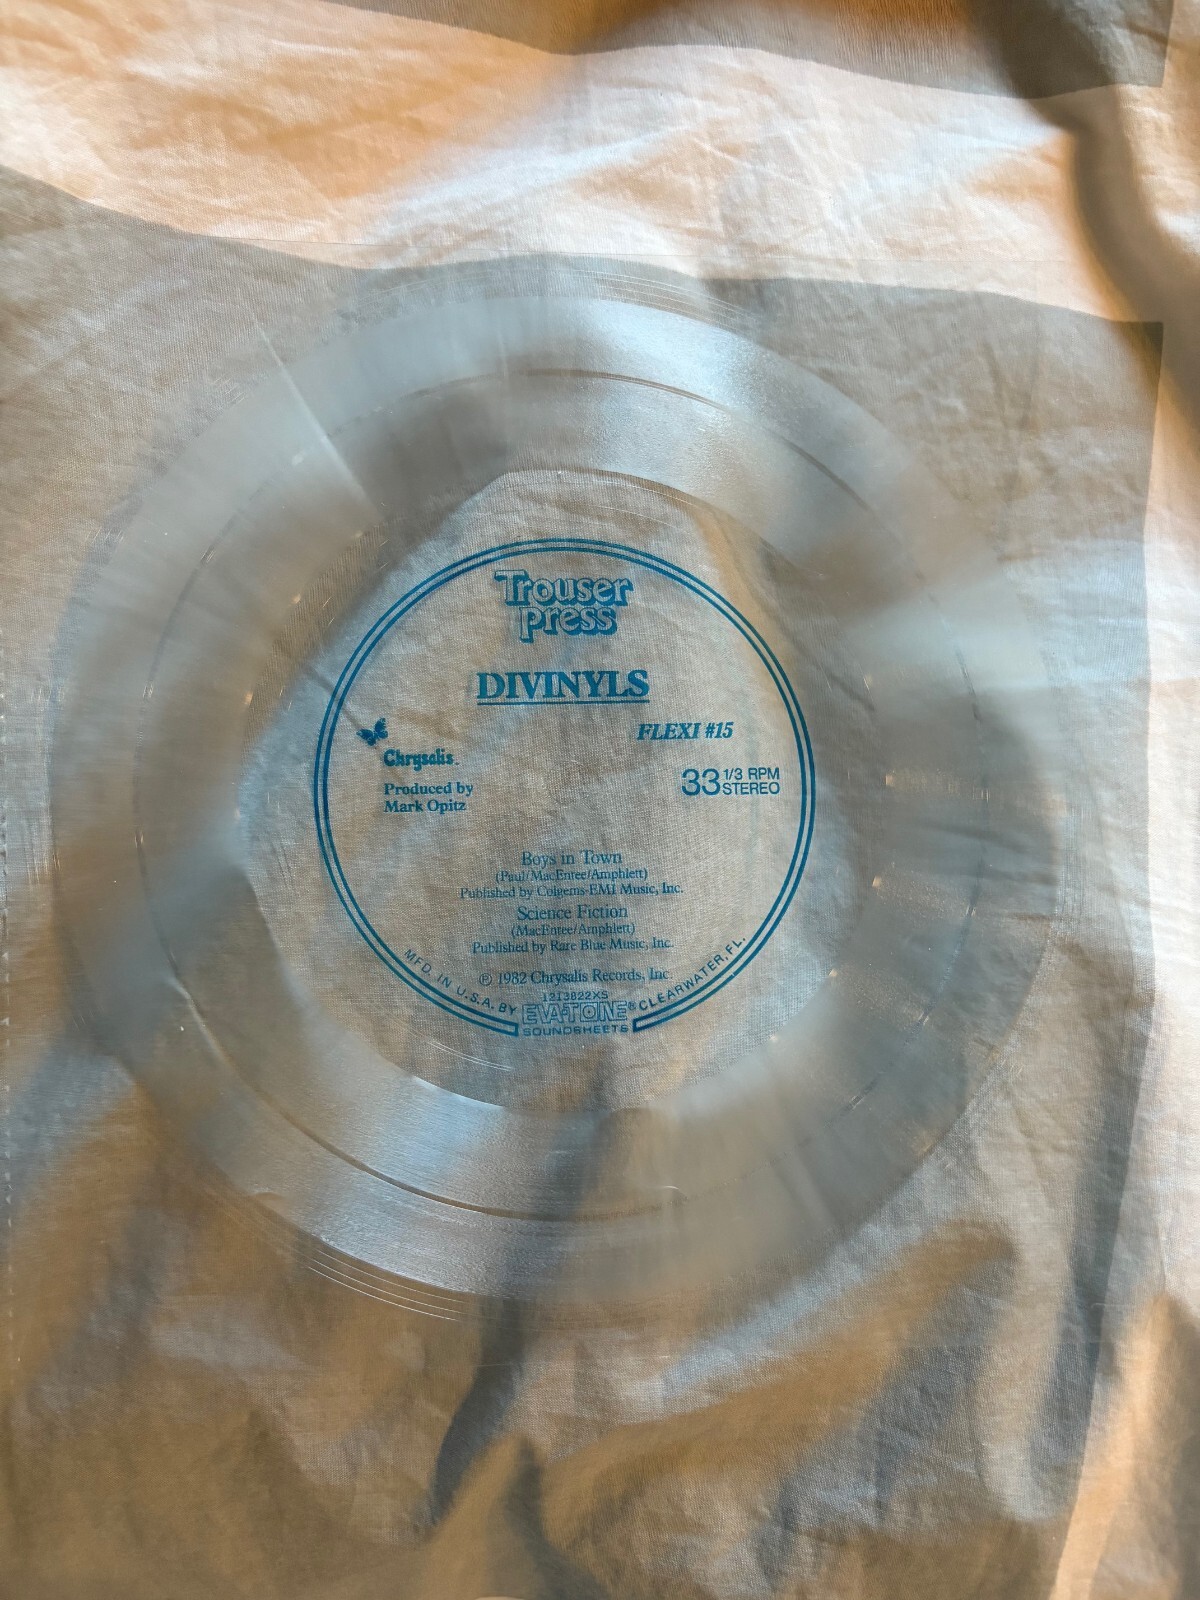 Trouser
press
DIVINYLS
FLEXI #15
Chrysalis.
33 1/3 RPM
STEREO
Produced by
Mark Opitz
Boys in Town
(Paul/MacEntee/Amphlett)
Published by Colgems-EMI Music, Inc.
Science Fiction
(MacEntee/Amphlett)
Published by Rare Blue Music, Inc.
℗ 1982 Chrysalis Records, Inc.
1213822XS
MFD. IN U.S.A. BY EVA-TONE® CLEARWATER, FL.
SOUNDSHEETS